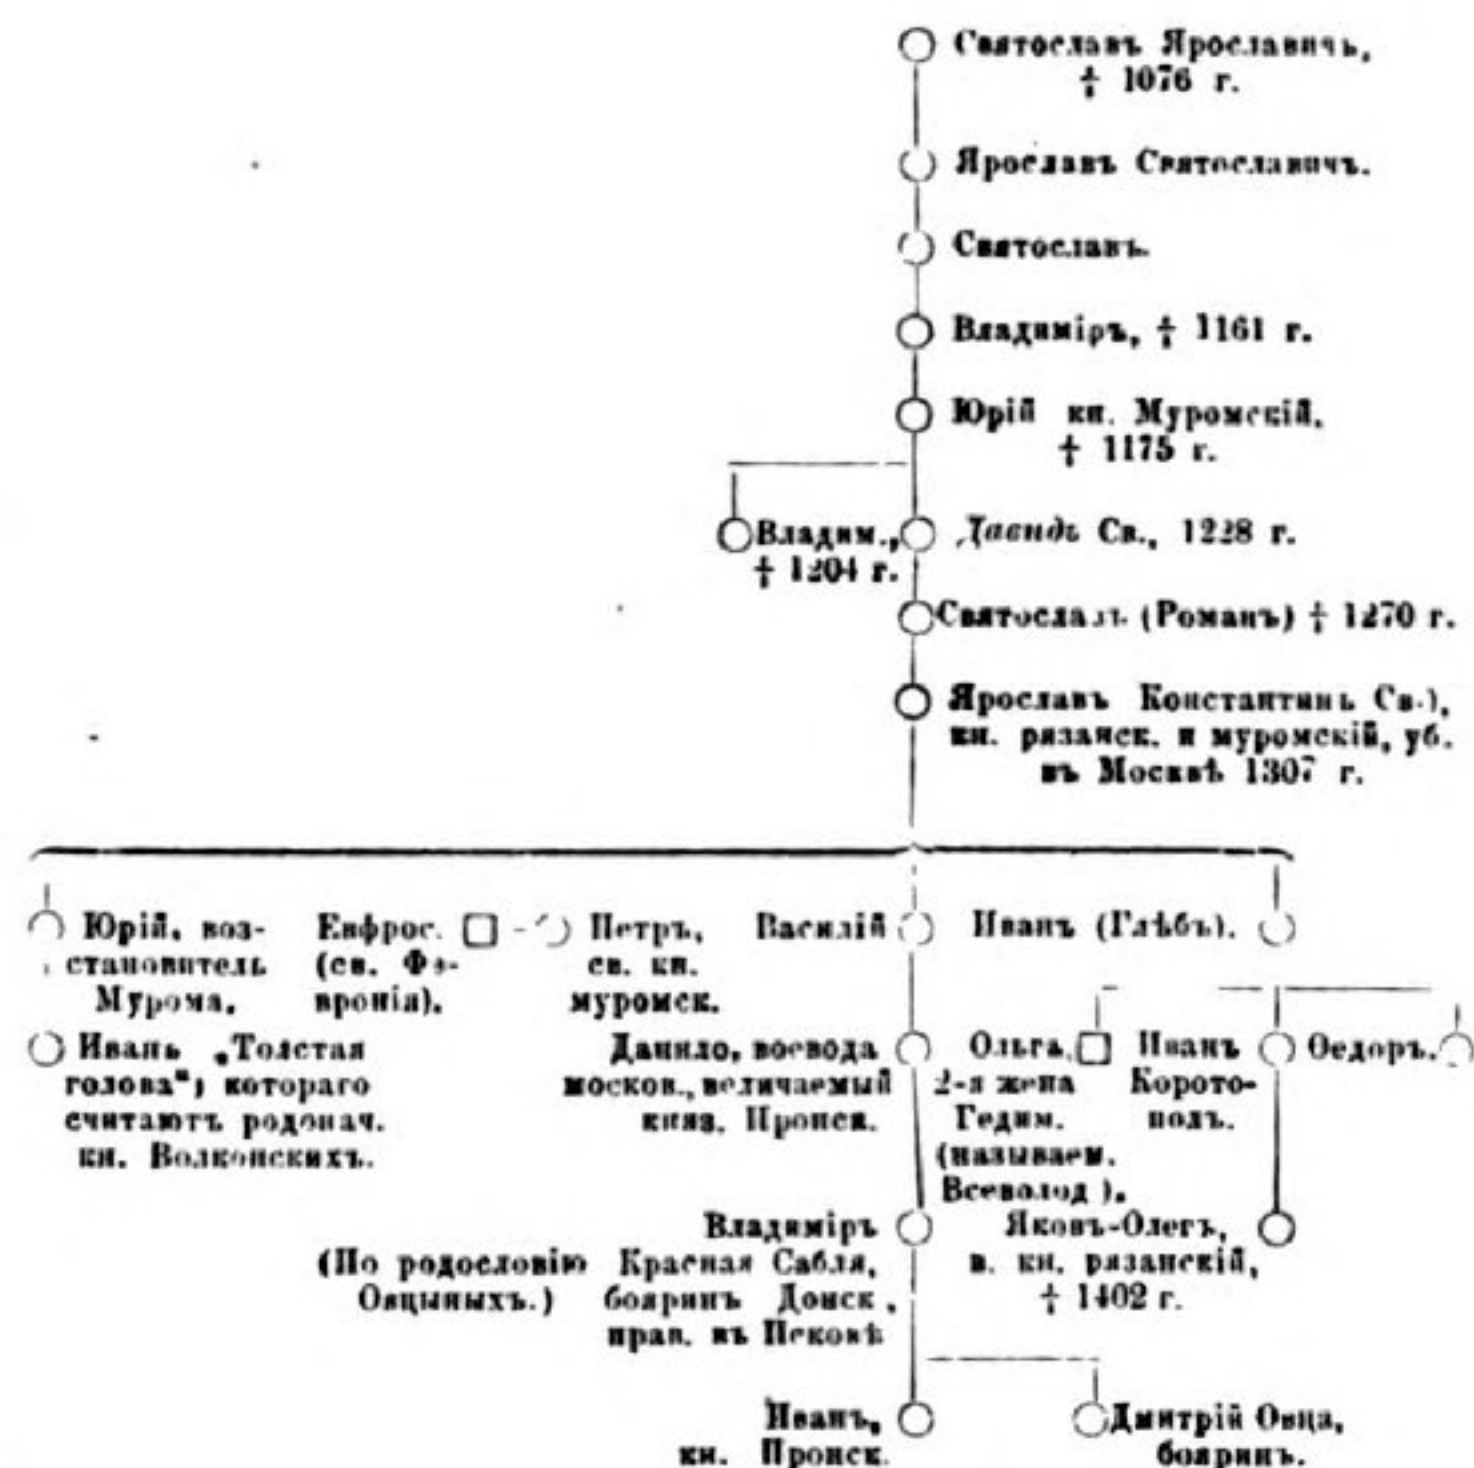 Святославъ Ярославичь,
† 1076 г.
Ярославъ Святославичъ.
Святославъ.
Владиміръ, † 1161 г.
Юрій кн. Муромскій,
† 1175 г.
Владим.,
† 1204 г.
Давидъ Св., 1228 г.
Святославъ (Романъ) † 1270 г.
Ярославъ Константинъ Св.),
кн. рязанск. и муромскій, уб.
въ Москвѣ 1307 г.
Юрій, воз-
становитель
Мурома.
Евфрос.
(св. Фе-
вронія).
Петръ,
св. кн.
муромск.
Василій
Иванъ (Глѣбъ).
Иванъ „Толстая
голова“, котораго
считаютъ родонач.
кн. Волконскихъ.
Данило, воевода
москов., величаемый
княз. Пронск.
Ольга,
2-я жена
Гедим.
(называем.
Всеволод ).
Иванъ
Корото-
полъ.
Ѳедоръ.
Владиміръ
(По родословію Красная Сабля,
Овцыныхъ.) бояринъ Донск.,
прав. въ Псковѣ
Яковъ-Олегъ,
в. кн. рязанскій,
† 1402 г.
Иванъ,
кн. Пронск.
Дмитрій Овца,
бояринъ.